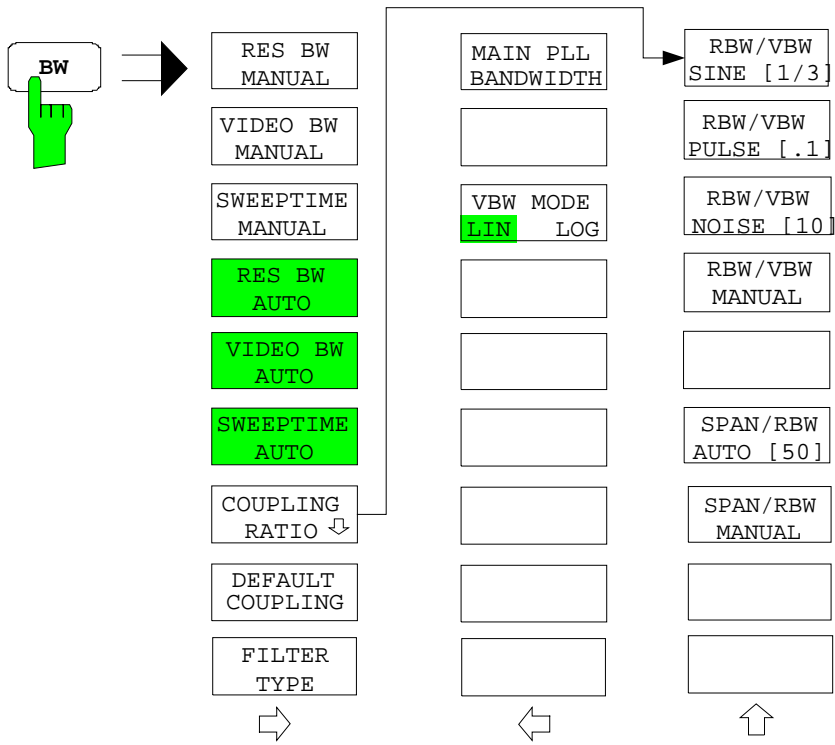 BW
RES BW
MANUAL
VIDEO BW
MANUAL
SWEEPTIME
MANUAL
RES BW
AUTO
VIDEO BW
AUTO
SWEEPTIME
AUTO
COUPLING
RATIO
DEFAULT
COUPLING
FILTER
TYPE
MAIN PLL
BANDWIDTH
VBW MODE
LIN LOG
RBW/VBW
SINE [1/3]
RBW/VBW
PULSE [.1]
RBW/VBW
NOISE [10]
RBW/VBW
MANUAL
SPAN/RBW
AUTO [50]
SPAN/RBW
MANUAL